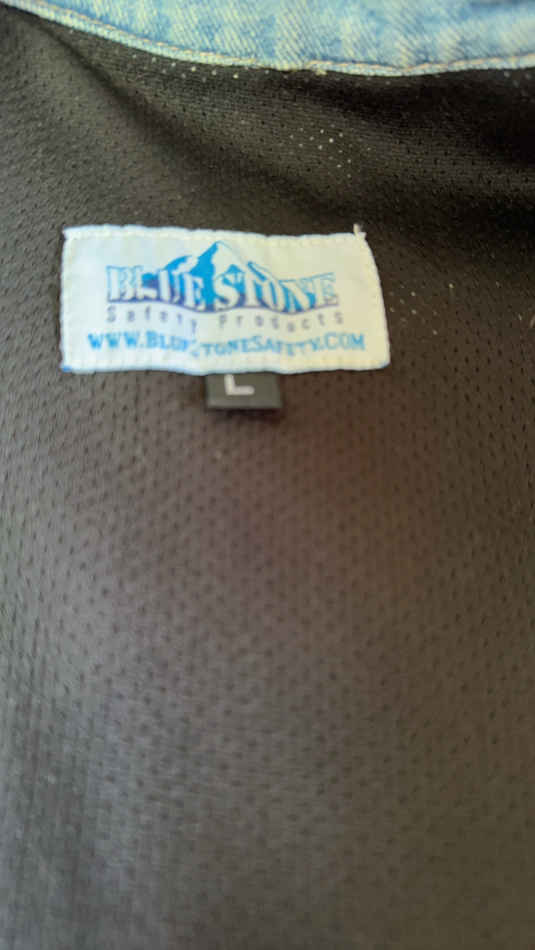 BLUE STONE
Safety Products
WWW.BLUESTONESAFETY.COM
L